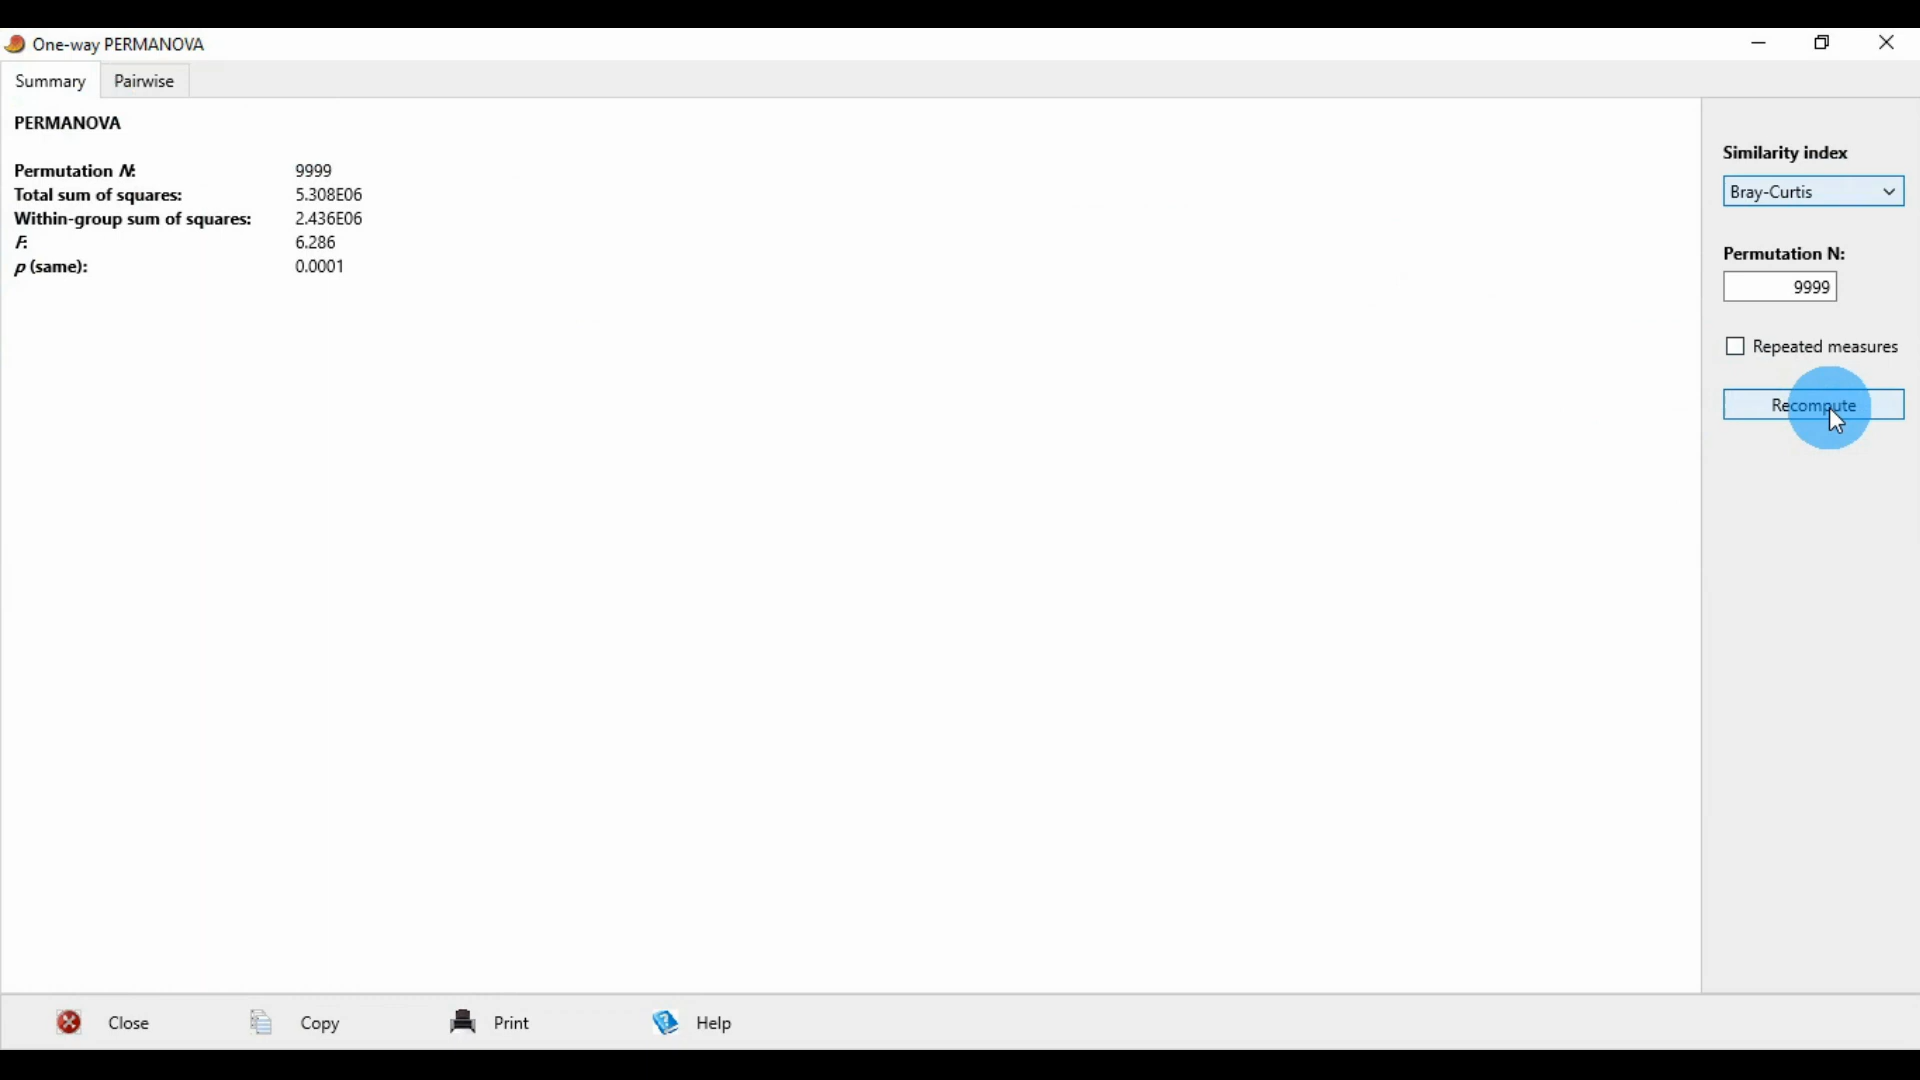 One-way PERMANOVA
Summary
Pairwise
PERMANOVA
Permutation N: 9999
Total sum of squares: 5.308E06
Within-group sum of squares: 2.436E06
F: 6.286
p (same): 0.0001
Similarity index
Bray-Curtis
Permutation N:
9999
Repeated measures
Recompute
Close
Copy
Print
Help